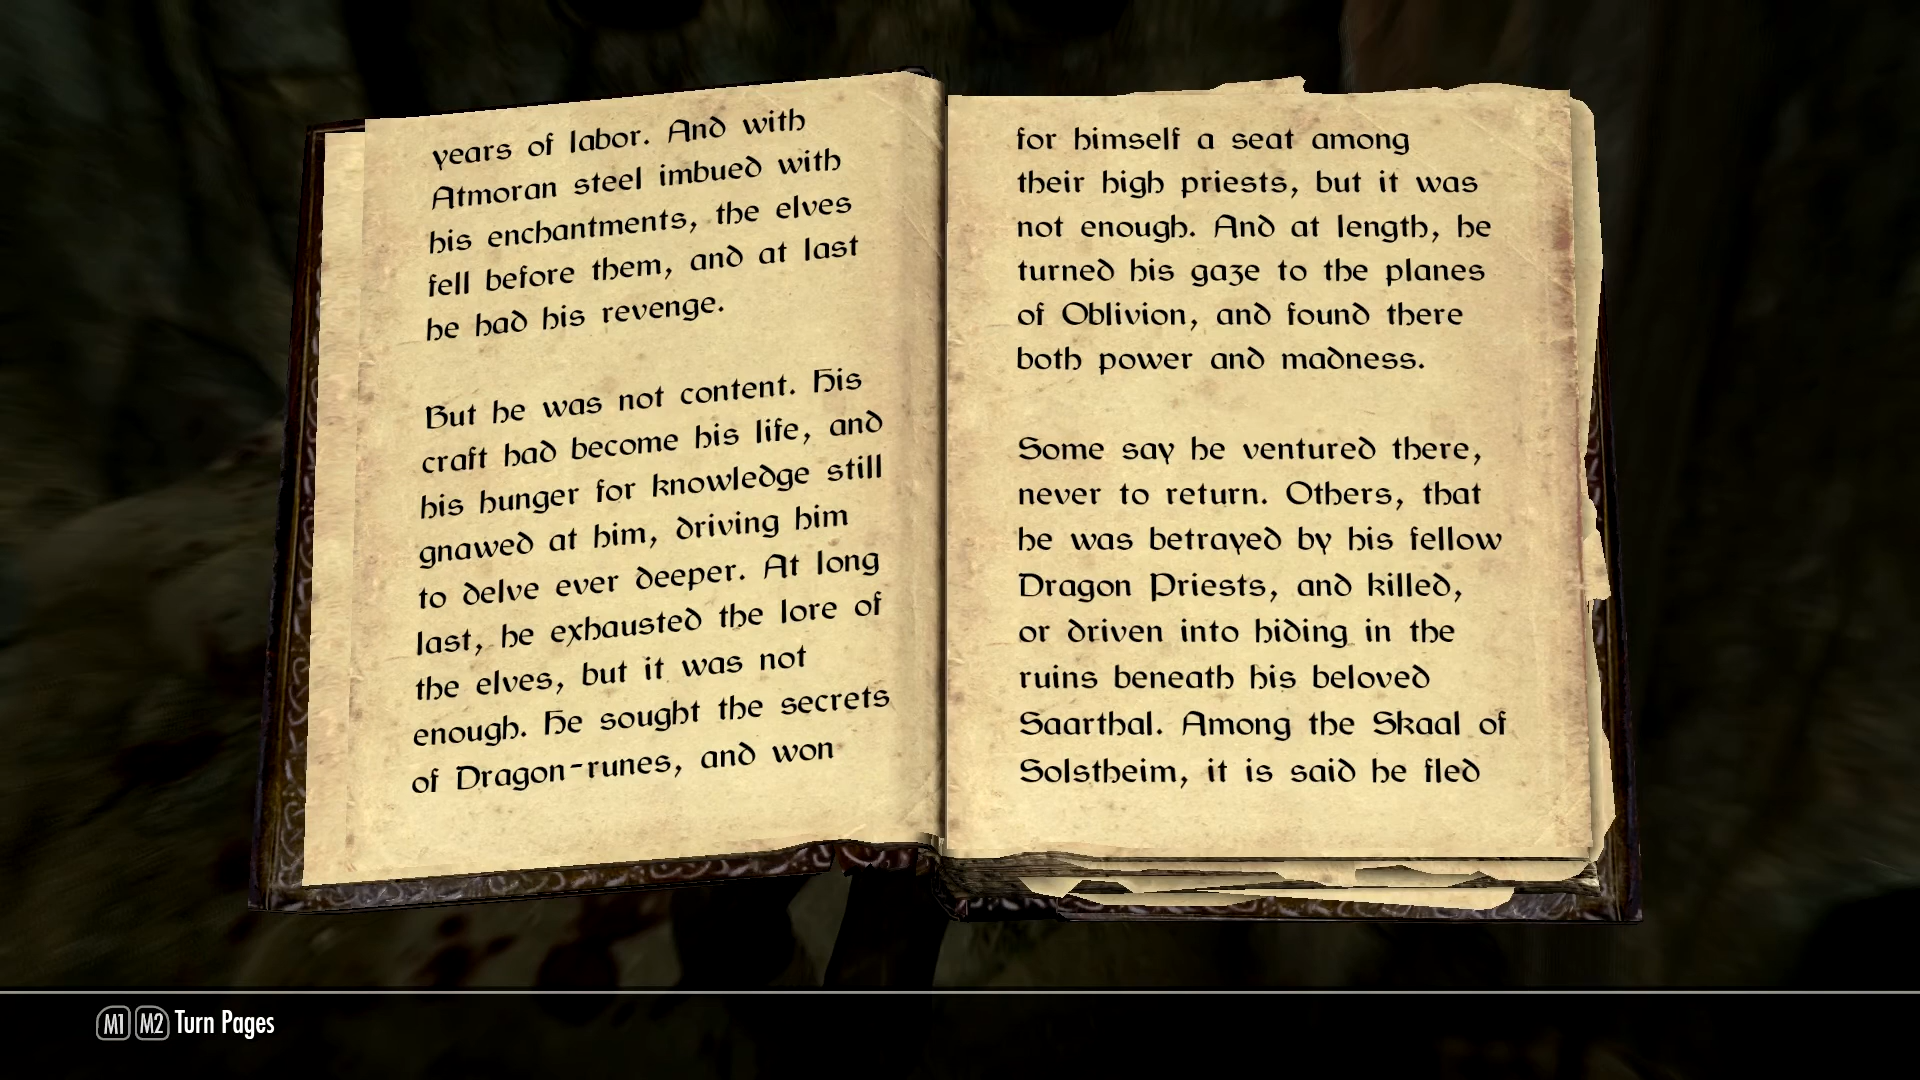 years of labor. And with
Atmoran steel imbued with
his enchantments, the elves
fell before them, and at last
he had his revenge.
But he was not content. His
craft had become his life, and
his hunger for knowledge still
gnawed at him, driving him
to delve ever deeper. At long
last, he exhausted the lore of
the elves, but it was not
enough. He sought the secrets
of Dragon-runes, and won
for himself a seat among
their high priests, but it was
not enough. And at length, he
turned his gaze to the planes
of Oblivion, and found there
both power and madness.
Some say he ventured there,
never to return. Others, that
he was betrayed by his fellow
Dragon Priests, and killed,
or driven into hiding in the
ruins beneath his beloved
Saarthal. Among the Skaal of
Solstheim, it is said he fled
M1 M2 Turn Pages